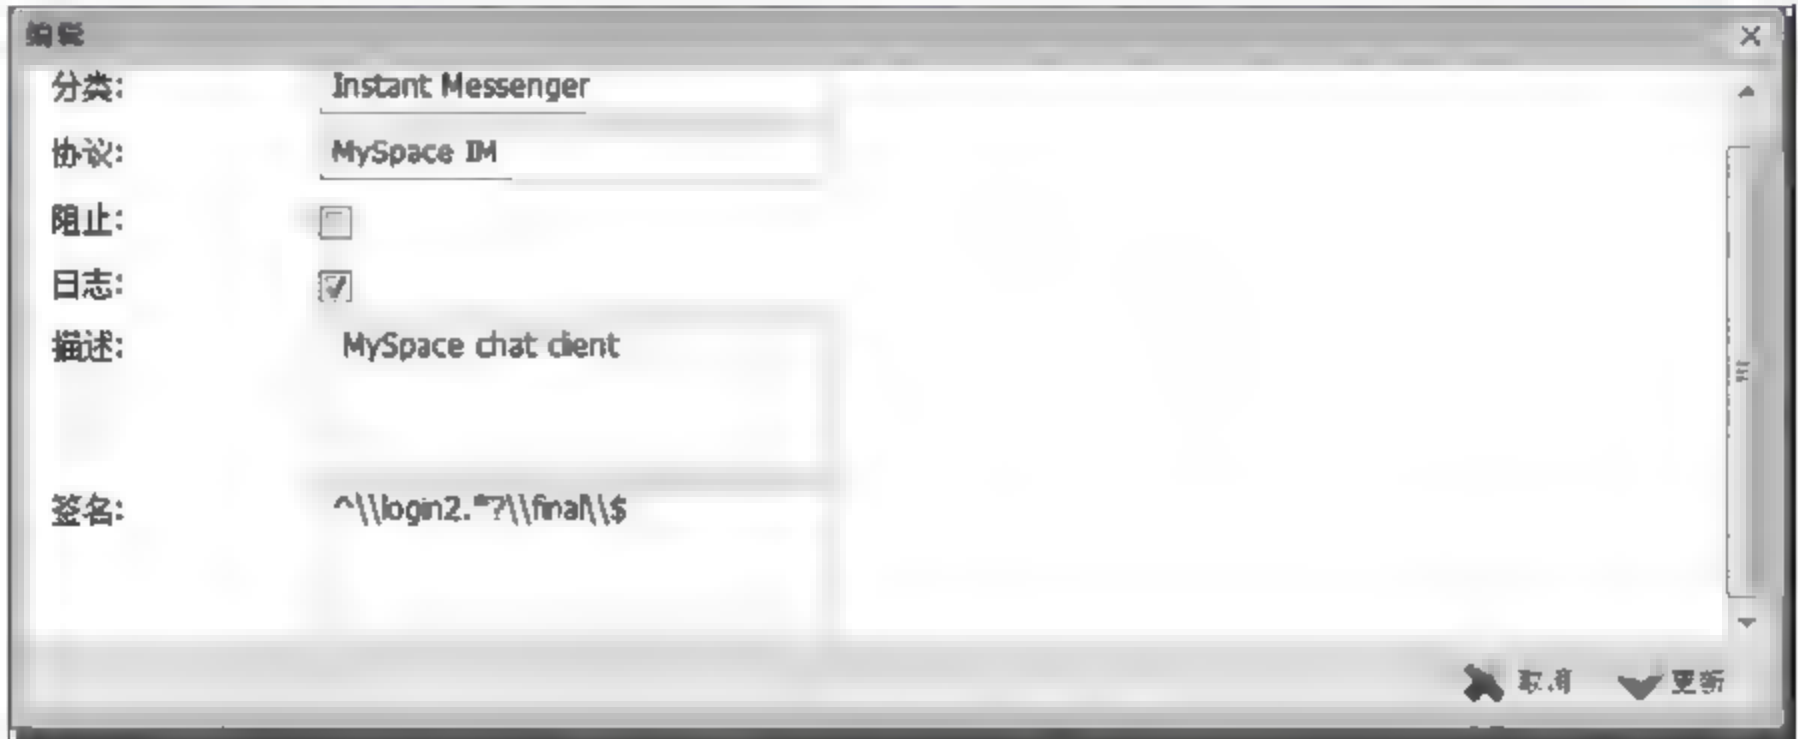 编辑
分类: Instant Messenger
协议: MySpace IM
阻止:
日志:
描述: MySpace chat client
签名: ^\\login2.*?\\final\\$
取消 更新